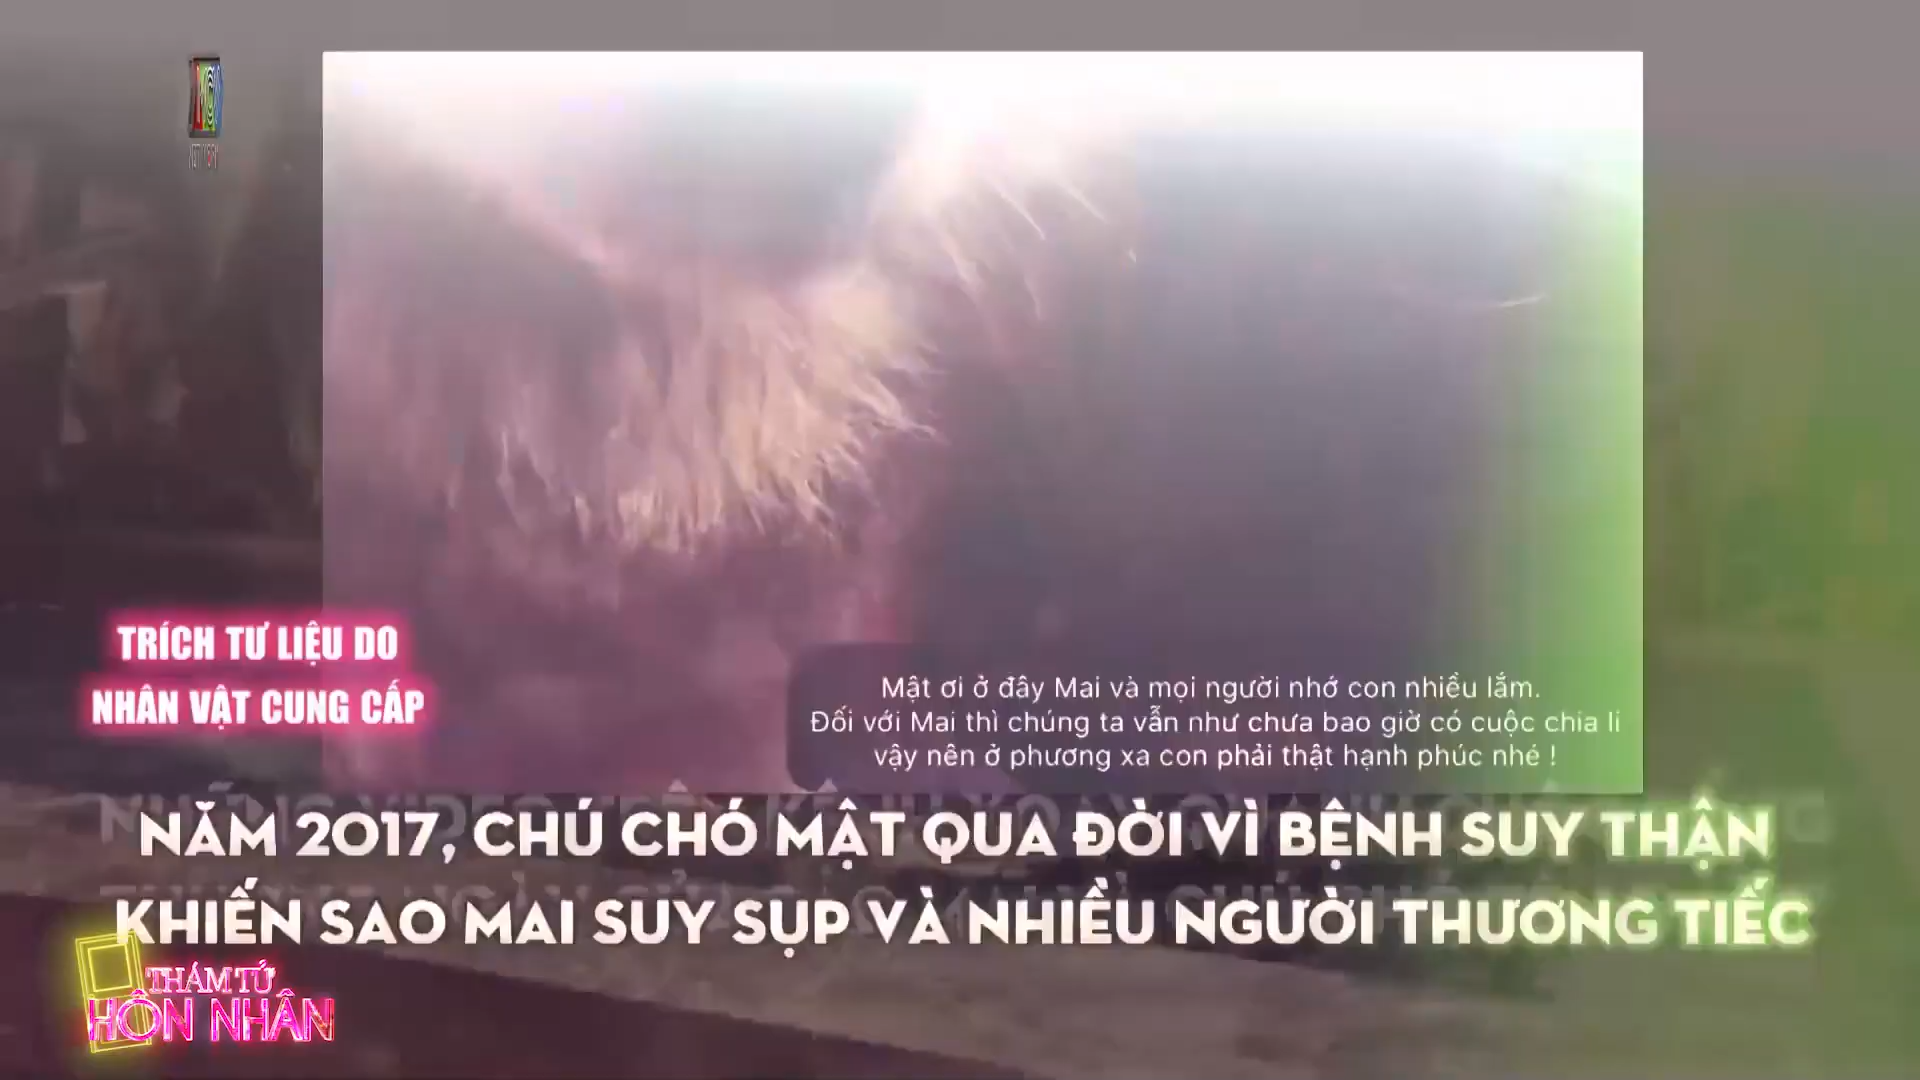 TRÍCH TƯ LIỆU DO
NHÂN VẬT CUNG CẤP
Mật ơi ở đây Mai và mọi người nhớ con nhiều lắm.
Đối với Mai thì chúng ta vẫn như chưa bao giờ có cuộc chia li
vậy nên ở phương xa con phải thật hạnh phúc nhé !
NĂM 2017, CHÚ CHÓ MẬT QUA ĐỜI VÌ BỆNH SUY THẬN
KHIẾN SAO MAI SUY SỤP VÀ NHIỀU NGƯỜI THƯƠNG TIẾC
THÁM TỬ
HÔN NHÂN